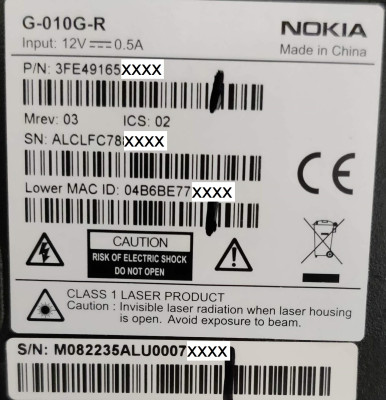 G-010G-R
NOKIA
Input: 12V⎓0.5A
Made in China
P/N: 3FE49165XXXX
Mrev: 03 ICS: 02
SN: ALCLFC78XXXX
CE
Lower MAC ID: 04B6BE77XXXX
CAUTION
RISK OF ELECTRIC SHOCK
DO NOT OPEN
CLASS 1 LASER PRODUCT
Caution : Invisible laser radiation when laser housing
is open. Avoid exposure to beam.
S/N: M082235ALU0007XXXX